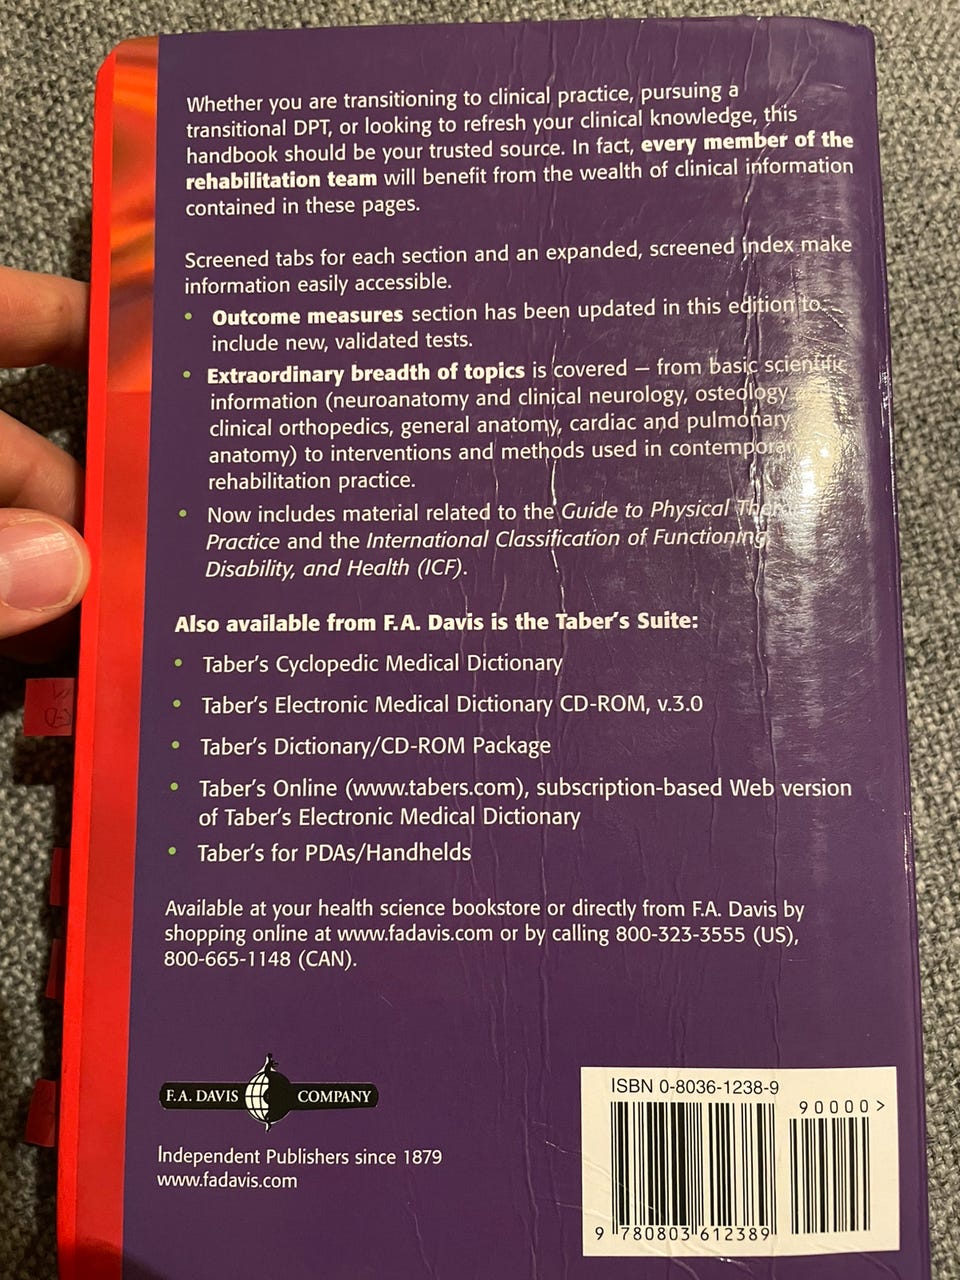 Whether you are transitioning to clinical practice, pursuing a
transitional DPT, or looking to refresh your clinical knowledge, this
handbook should be your trusted source. In fact, every member of the
rehabilitation team will benefit from the wealth of clinical information
contained in these pages.
Screened tabs for each section and an expanded, screened index make
information easily accessible.
• Outcome measures section has been updated in this edition to
include new, validated tests.
• Extraordinary breadth of topics is covered — from basic scientific
information (neuroanatomy and clinical neurology, osteology
clinical orthopedics, general anatomy, cardiac and pulmonary
anatomy) to interventions and methods used in contemporary
rehabilitation practice.
• Now includes material related to the Guide to Physical Therapist
Practice and the International Classification of Functioning,
Disability, and Health (ICF).
Also available from F.A. Davis is the Taber's Suite:
• Taber's Cyclopedic Medical Dictionary
• Taber's Electronic Medical Dictionary CD-ROM, v.3.0
• Taber's Dictionary/CD-ROM Package
• Taber's Online (www.tabers.com), subscription-based Web version
of Taber's Electronic Medical Dictionary
• Taber's for PDAs/Handhelds
Available at your health science bookstore or directly from F.A. Davis by
shopping online at www.fadavis.com or by calling 800-323-3555 (US),
800-665-1148 (CAN).
F.A. DAVIS COMPANY
Independent Publishers since 1879
www.fadavis.com
ISBN 0-8036-1238-9
90000>
9 780803 612389